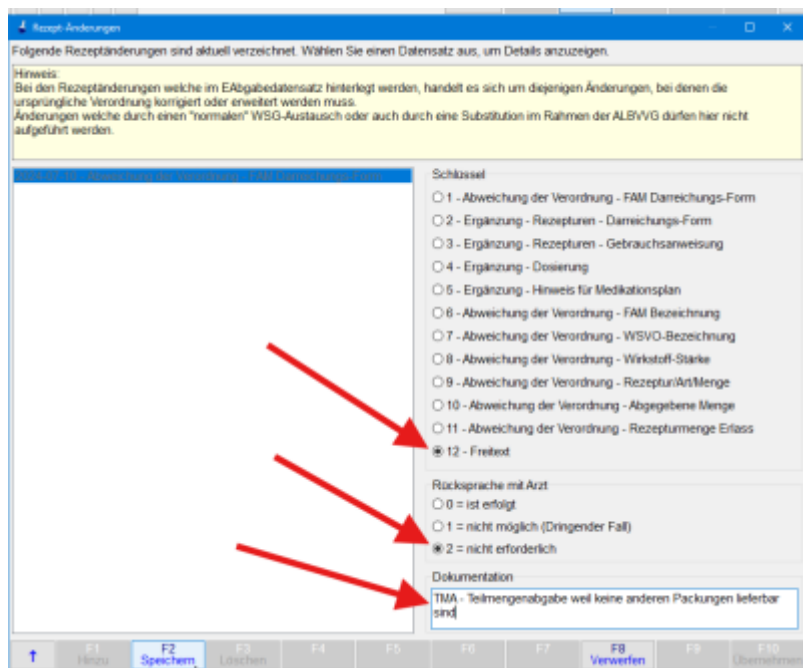 Rezept-Änderungen
Folgende Rezeptänderungen sind aktuell verzeichnet. Wählen Sie einen Datensatz aus, um Details anzuzeigen.
Hinweis:
Bei den Rezeptänderungen welche im EAbgabedatensatz hinterlegt werden, handelt es sich um diejenigen Änderungen, bei denen die
ursprüngliche Verordnung korrigiert oder erweitert werden muss.
Änderungen welche durch einen "normalen" WSG-Austausch oder auch durch eine Substitution im Rahmen der ALBVVG dürfen hier nicht
aufgeführt werden.
- Abweichung der Verordnung - FAM Darreichungs-Form
Schlüssel
1 - Abweichung der Verordnung - FAM Darreichungs-Form
2 - Ergänzung - Rezepturen - Darreichungs-Form
3 - Ergänzung - Rezepturen - Gebrauchsanweisung
4 - Ergänzung - Dosierung
5 - Ergänzung - Hinweis für Medikationsplan
6 - Abweichung der Verordnung - FAM Bezeichnung
7 - Abweichung der Verordnung - WSVO-Bezeichnung
8 - Abweichung der Verordnung - Wirkstoff-Stärke
9 - Abweichung der Verordnung - Rezeptur/Art/Menge
10 - Abweichung der Verordnung - Abgegebene Menge
11 - Abweichung der Verordnung - Rezepturmenge Erlass
12 - Freitext
Rücksprache mit Arzt
0 = ist erfolgt
1 = nicht möglich (Dringender Fall)
2 = nicht erforderlich
Dokumentation
TMA - Teilmengenabgabe weil keine anderen Packungen lieferbar
sind
F1 F2 F3 F4 F5 F6 F7 F8 F9 F10
Hinzu Speichern Löschen Verwerfen Übernehmen